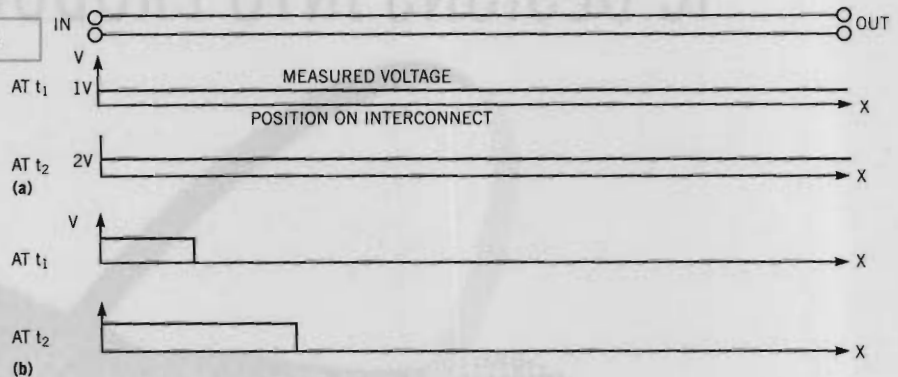 IN OUT
V
AT t1 1V MEASURED VOLTAGE
X
POSITION ON INTERCONNECT
AT t2 2V
(a) X
V
AT t1 X
AT t2 X
(b)